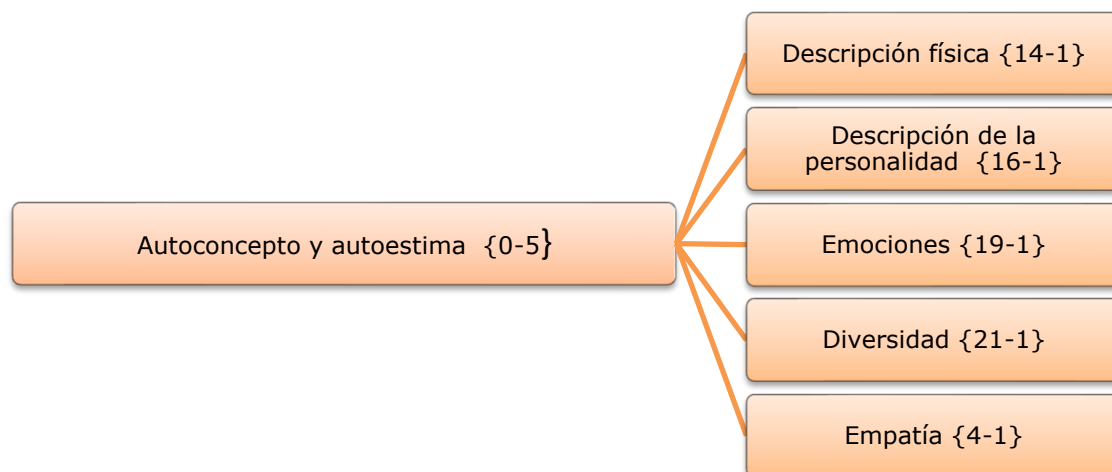 Descripción física {14-1}
Descripción de la
personalidad {16-1}
Autoconcepto y autoestima {0-5}
Emociones {19-1}
Diversidad {21-1}
Empatía {4-1}